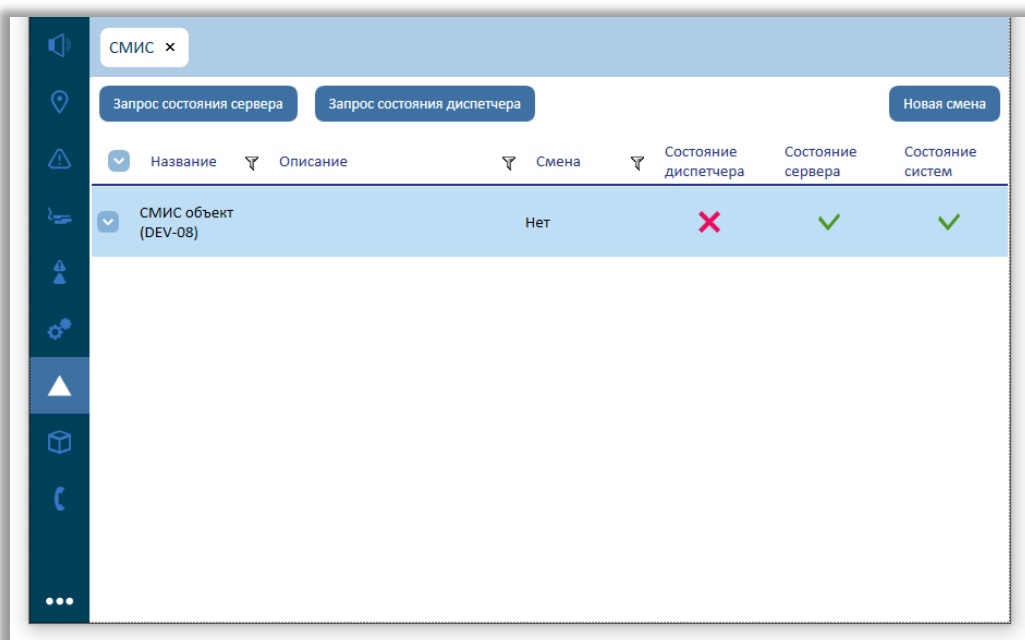 СМИС ×
Запрос состояния сервера Запрос состояния диспетчера Новая смена
Название Описание Смена Состояние диспетчера Состояние сервера Состояние систем
СМИС объект
(DEV-08)
Нет